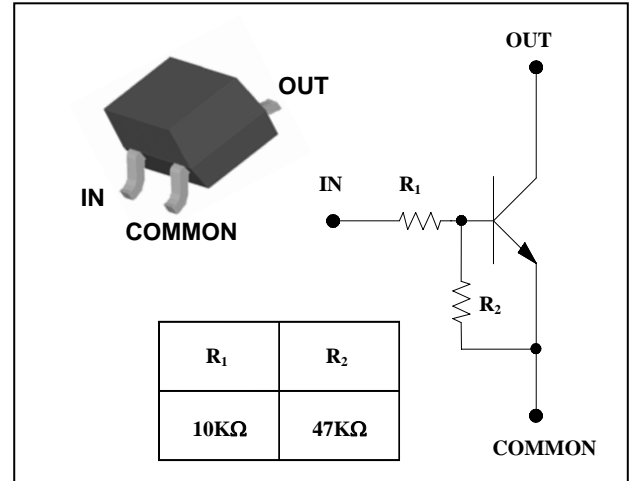 OUT
IN
COMMON
OUT
IN
R₁
R₂
COMMON
R₁ R₂
10KΩ 47KΩ